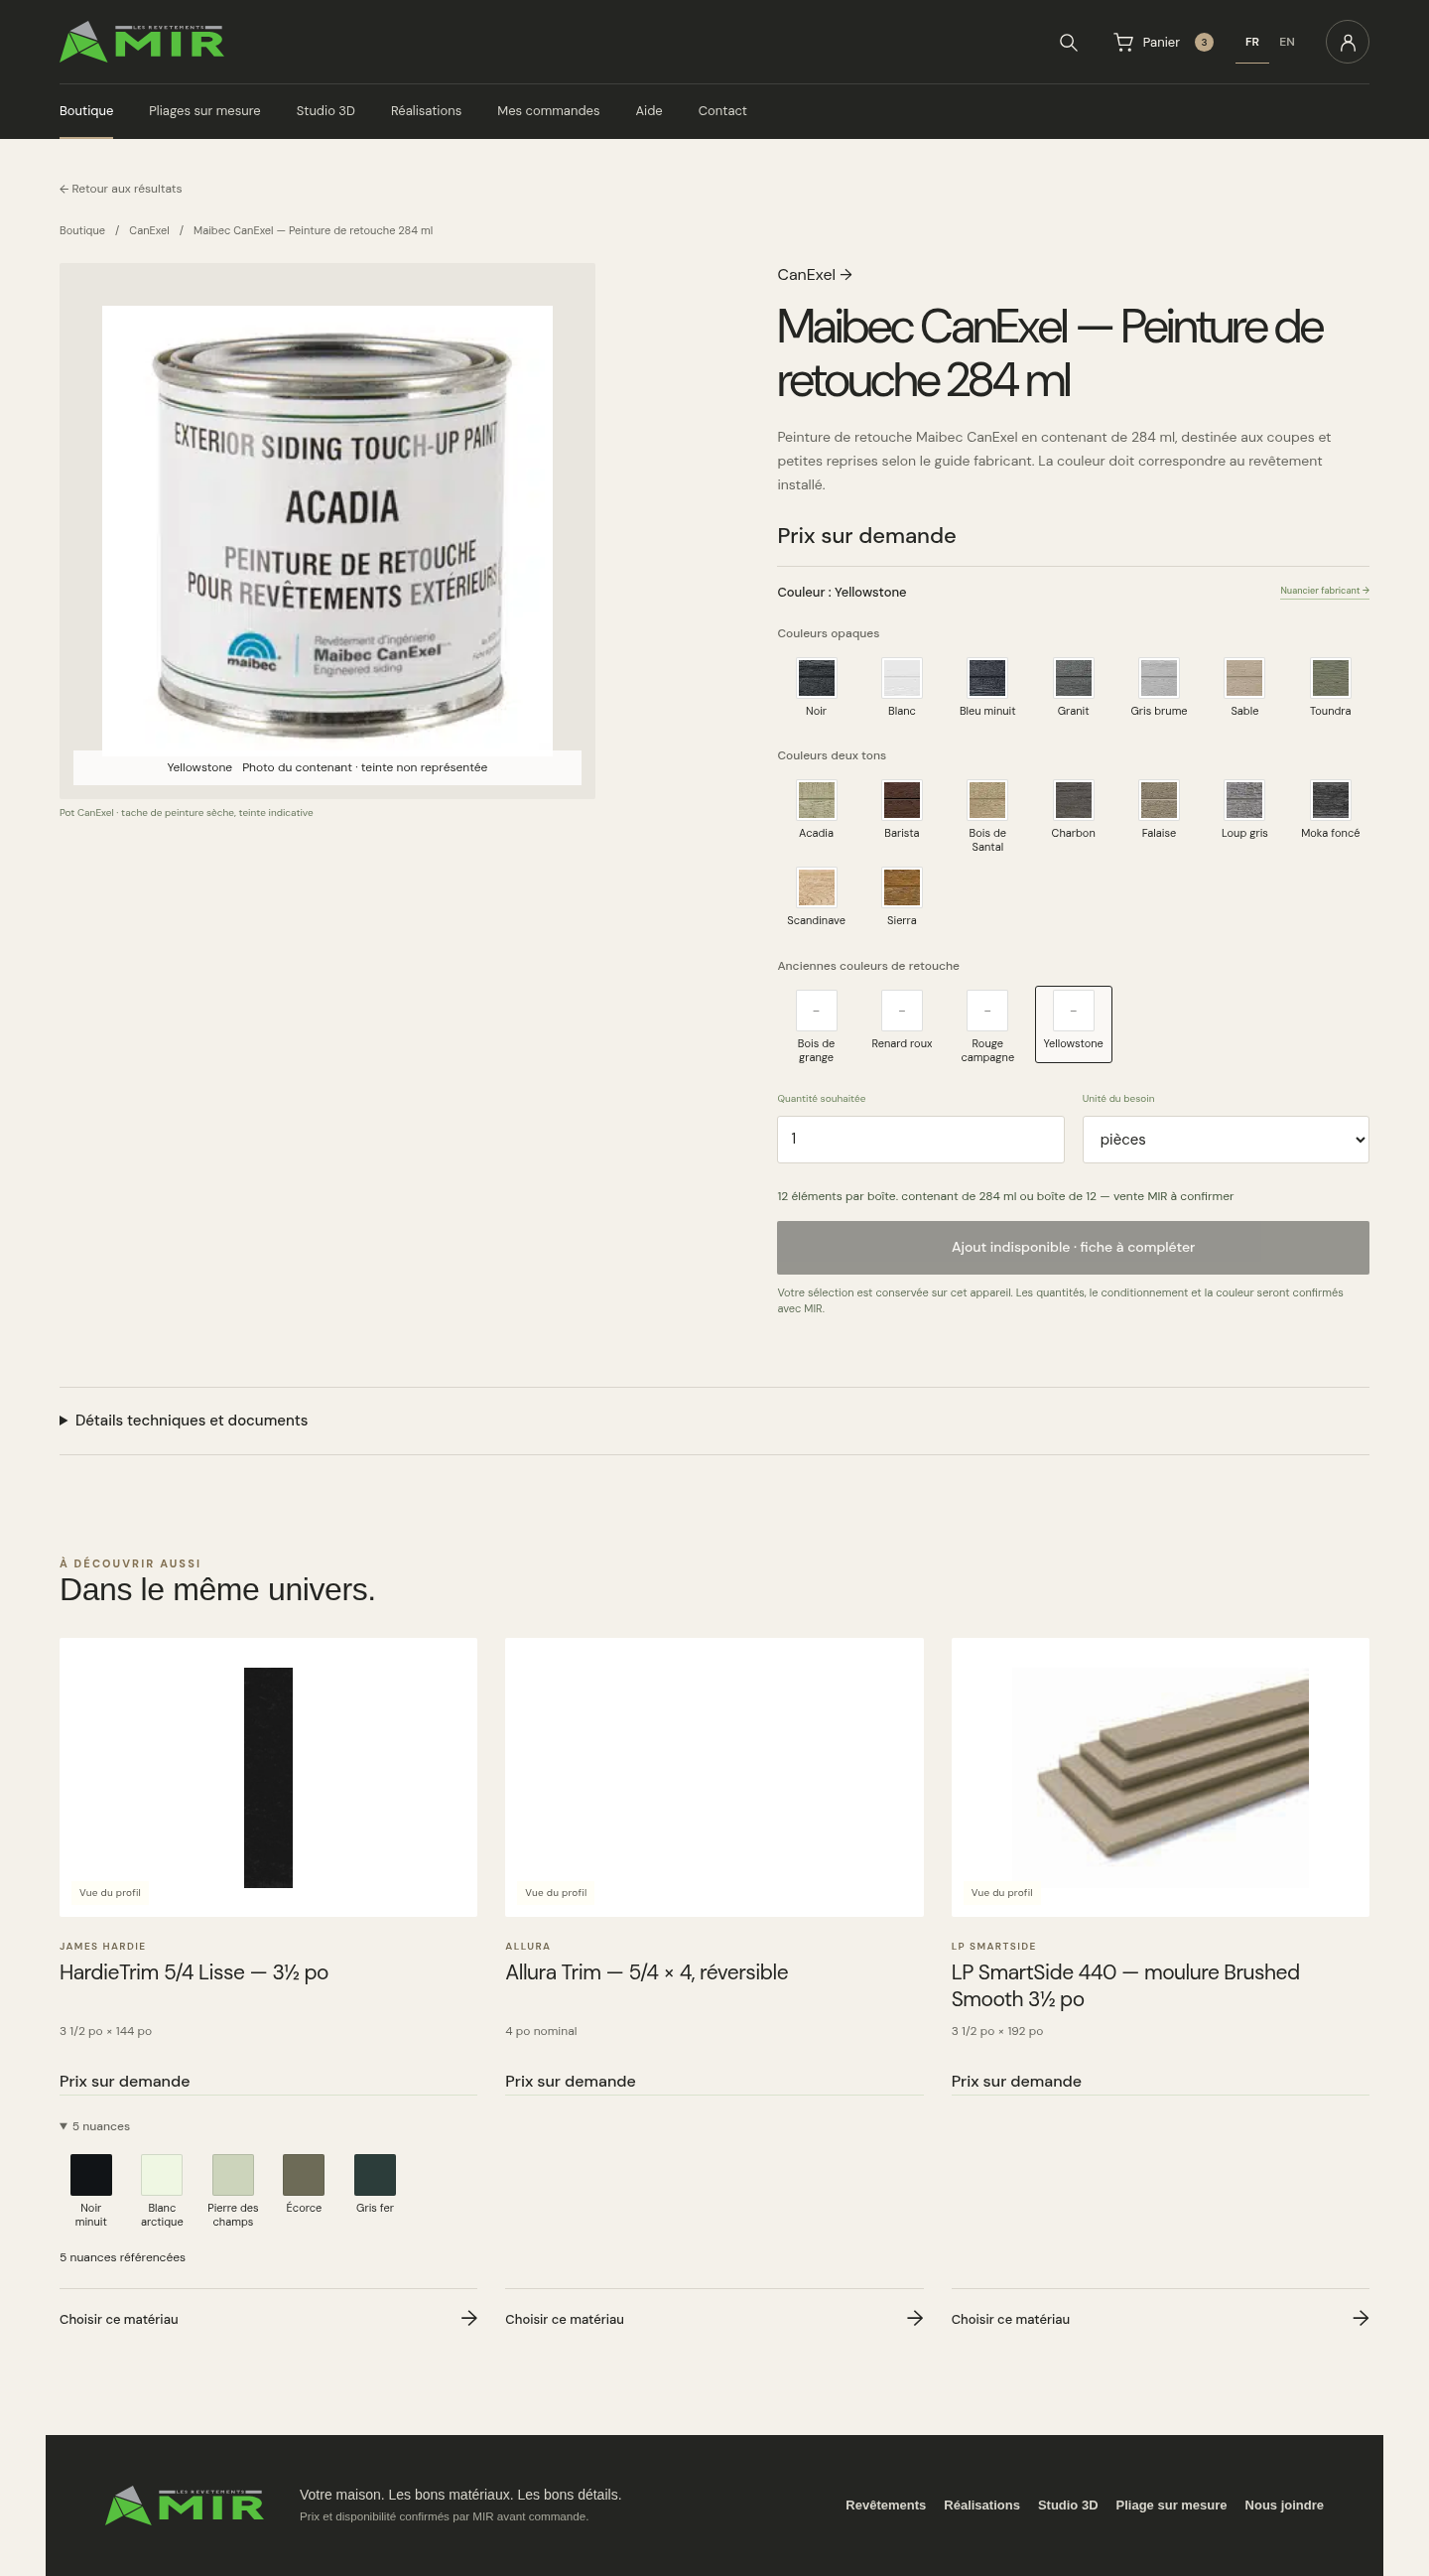 LES REVÊTEMENTS
MIR
Panier
3
FR
EN
Boutique
Pliages sur mesure
Studio 3D
Réalisations
Mes commandes
Aide
Contact
← Retour aux résultats
Boutique / CanExel / Maibec CanExel — Peinture de retouche 284 ml
EXTERIOR SIDING TOUCH-UP PAINT
ACADIA
PEINTURE DE RETOUCHE
POUR REVÊTEMENTS EXTÉRIEURS
maibec
Revêtement d'ingénierie
Maibec CanExel
Engineered siding
Yellowstone Photo du contenant · teinte non représentée
Pot CanExel · tache de peinture sèche, teinte indicative
CanExel →
Maibec CanExel — Peinture de
retouche 284 ml
Peinture de retouche Maibec CanExel en contenant de 284 ml, destinée aux coupes et
petites reprises selon le guide fabricant. La couleur doit correspondre au revêtement
installé.
Prix sur demande
Couleur : Yellowstone
Nuancier fabricant →
Couleurs opaques
Noir
Blanc
Bleu minuit
Granit
Gris brume
Sable
Toundra
Couleurs deux tons
Acadia
Barista
Bois de
Santal
Charbon
Falaise
Loup gris
Moka foncé
Scandinave
Sierra
Anciennes couleurs de retouche
–
Bois de
grange
–
Renard roux
–
Rouge
campagne
–
Yellowstone
Quantité souhaitée
Unité du besoin
1
pièces
12 éléments par boîte. contenant de 284 ml ou boîte de 12 — vente MIR à confirmer
Ajout indisponible · fiche à compléter
Votre sélection est conservée sur cet appareil. Les quantités, le conditionnement et la couleur seront confirmés
avec MIR.
Détails techniques et documents
À DÉCOUVRIR AUSSI
Dans le même univers.
Vue du profil
JAMES HARDIE
HardieTrim 5/4 Lisse — 3½ po
3 1/2 po × 144 po
Prix sur demande
5 nuances
Noir
minuit
Blanc
arctique
Pierre des
champs
Écorce
Gris fer
5 nuances référencées
Choisir ce matériau →
Vue du profil
ALLURA
Allura Trim — 5/4 × 4, réversible
4 po nominal
Prix sur demande
Choisir ce matériau →
Vue du profil
LP SMARTSIDE
LP SmartSide 440 — moulure Brushed
Smooth 3½ po
3 1/2 po × 192 po
Prix sur demande
Choisir ce matériau →
LES REVÊTEMENTS
MIR
Votre maison. Les bons matériaux. Les bons détails.
Prix et disponibilité confirmés par MIR avant commande.
Revêtements
Réalisations
Studio 3D
Pliage sur mesure
Nous joindre